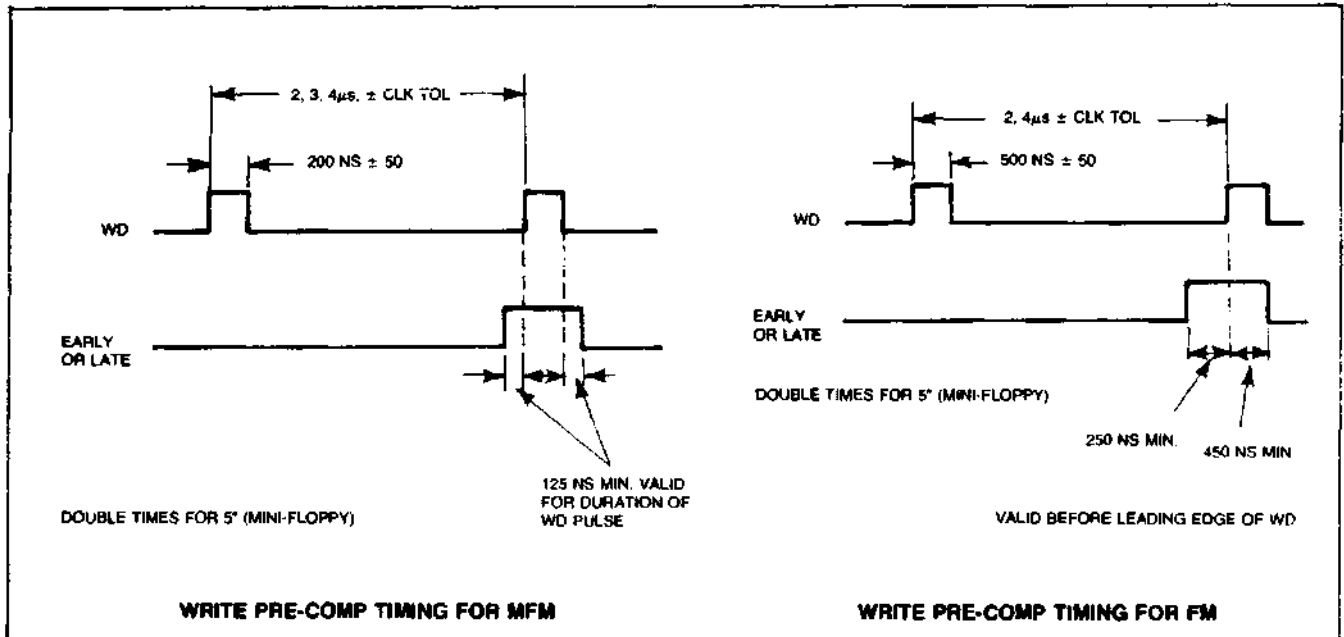 2, 3, 4µs, ± CLK TOL
200 NS ± 50
WD
EARLY
OR LATE
125 NS MIN. VALID
FOR DURATION OF
WD PULSE
DOUBLE TIMES FOR 5" (MINI-FLOPPY)
WRITE PRE-COMP TIMING FOR MFM
2, 4µs ± CLK TOL
500 NS ± 50
WD
EARLY
OR LATE
DOUBLE TIMES FOR 5" (MINI-FLOPPY)
250 NS MIN.
450 NS MIN
VALID BEFORE LEADING EDGE OF WD
WRITE PRE-COMP TIMING FOR FM